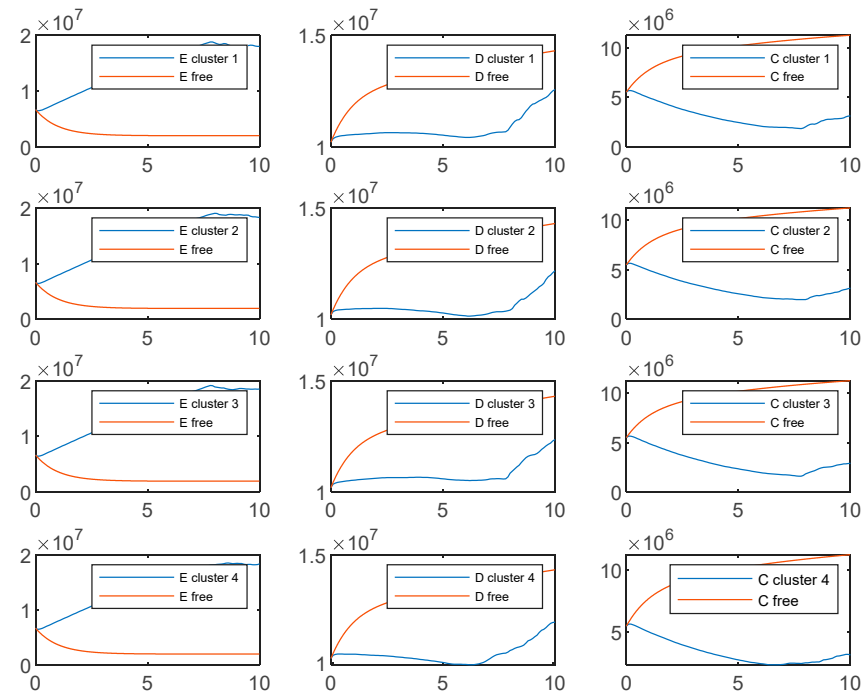 ×10^7 ×10^7 ×10^6
2 1.5 10
E cluster 1 D cluster 1 C cluster 1
E free D free C free
1 5
0 1 0
0 5 10 0 5 10 0 5 10
×10^7 ×10^7 ×10^6
2 1.5 10
E cluster 2 D cluster 2 C cluster 2
E free D free C free
1 5
0 1 0
0 5 10 0 5 10 0 5 10
×10^7 ×10^7 ×10^6
2 1.5 10
E cluster 3 D cluster 3 C cluster 3
E free D free C free
1 5
0 1 0
0 5 10 0 5 10 0 5 10
×10^7 ×10^7 ×10^6
2 1.5 10
E cluster 4 D cluster 4 C cluster 4
E free D free C free
1 5
0 1
0 5 10 0 5 10 0 5 10